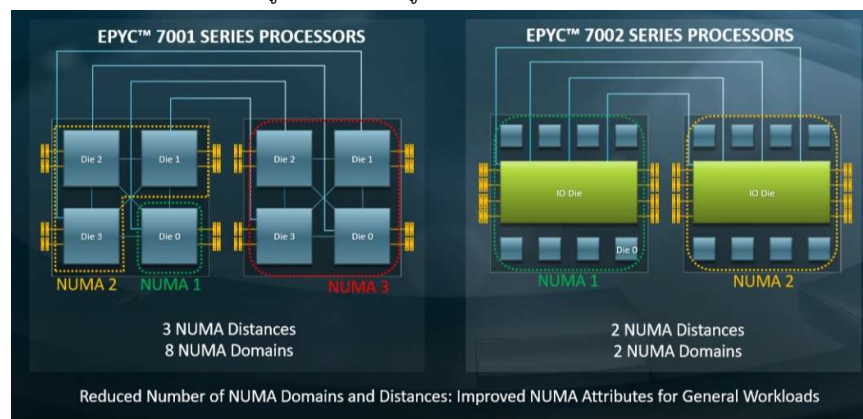 EPYC™ 7001 SERIES PROCESSORS
Die 2
Die 1
Die 2
Die 1
Die 3
Die 0
Die 3
Die 0
NUMA 2
NUMA 1
NUMA 3
3 NUMA Distances
8 NUMA Domains
EPYC™ 7002 SERIES PROCESSORS
IO Die
IO Die
Die 0
NUMA 1
NUMA 2
2 NUMA Distances
2 NUMA Domains
Reduced Number of NUMA Domains and Distances: Improved NUMA Attributes for General Workloads